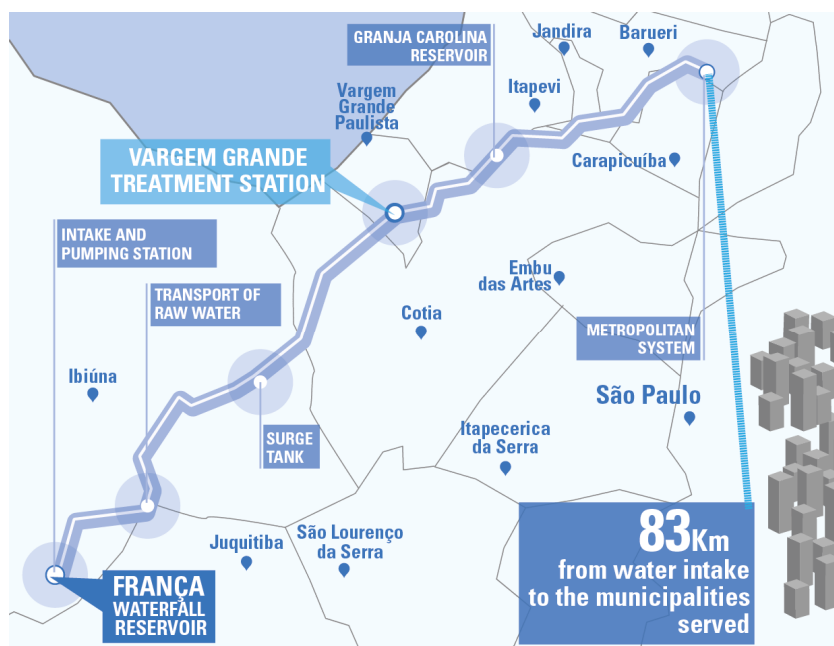 GRANJA CAROLINA
RESERVOIR
Jandira
Barueri
Itapevi
Vargem
Grande
Paulista
VARGEM GRANDE
TREATMENT STATION
Carapicuíba
INTAKE AND
PUMPING STATION
TRANSPORT OF
RAW WATER
Embu
das Artes
Cotia
METROPOLITAN
SYSTEM
Ibiúna
São Paulo
SURGE
TANK
Itapecerica
da Serra
83Km
from water intake
to the municipalities
served
Juquitiba
São Lourenço
da Serra
FRANÇA
WATERFALL
RESERVOIR